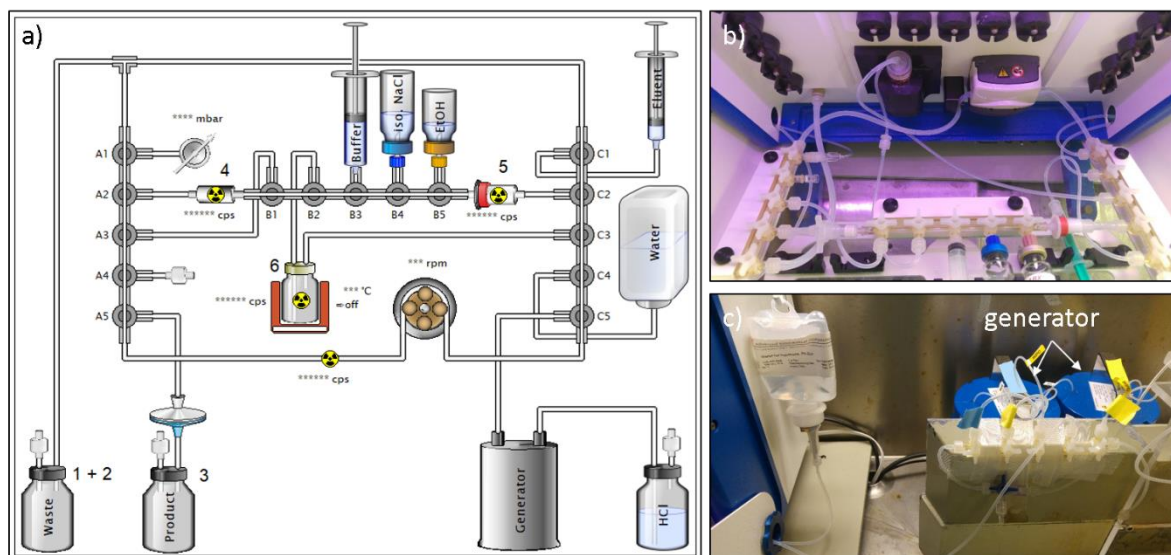 a)
**** mbar
A1
A2
A3
A4
A5
4
****** cps
B1
B2
B3
B4
B5
Buffer
Iso. NaCl
EtOH
5
****** cps
Eluent
C1
C2
C3
C4
C5
Water
6
****** cps
*** °C
⇨off
*** rpm
****** cps
Waste
1 + 2
Product
3
Generator
HCl
b)
c)
generator